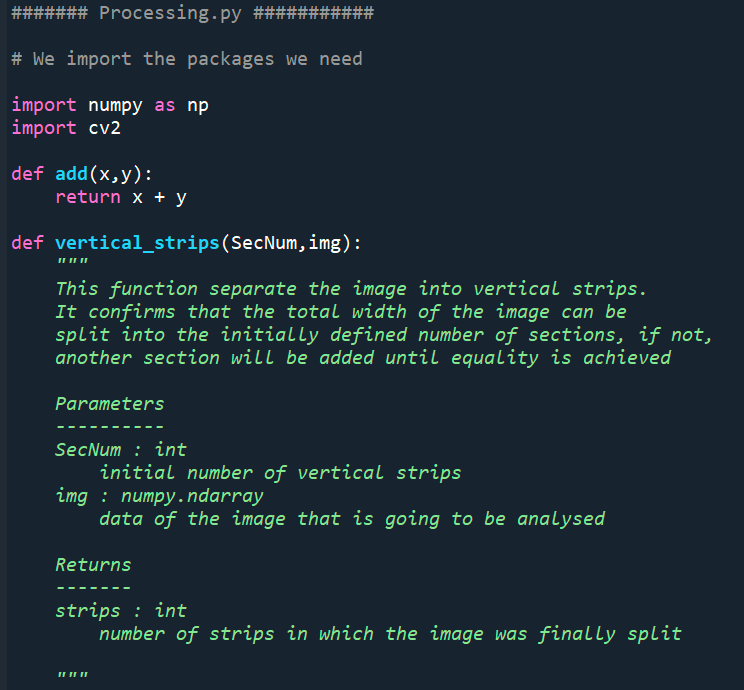 ####### Processing.py ###########
# We import the packages we need
import numpy as np
import cv2
def add(x,y):
    return x + y
def vertical_strips(SecNum,img):
    """
    This function separate the image into vertical strips.
    It confirms that the total width of the image can be
    split into the initially defined number of sections, if not,
    another section will be added until equality is achieved
    Parameters
    ----------
    SecNum : int
        initial number of vertical strips
    img : numpy.ndarray
        data of the image that is going to be analysed
    Returns
    -------
    strips : int
        number of strips in which the image was finally split
    """